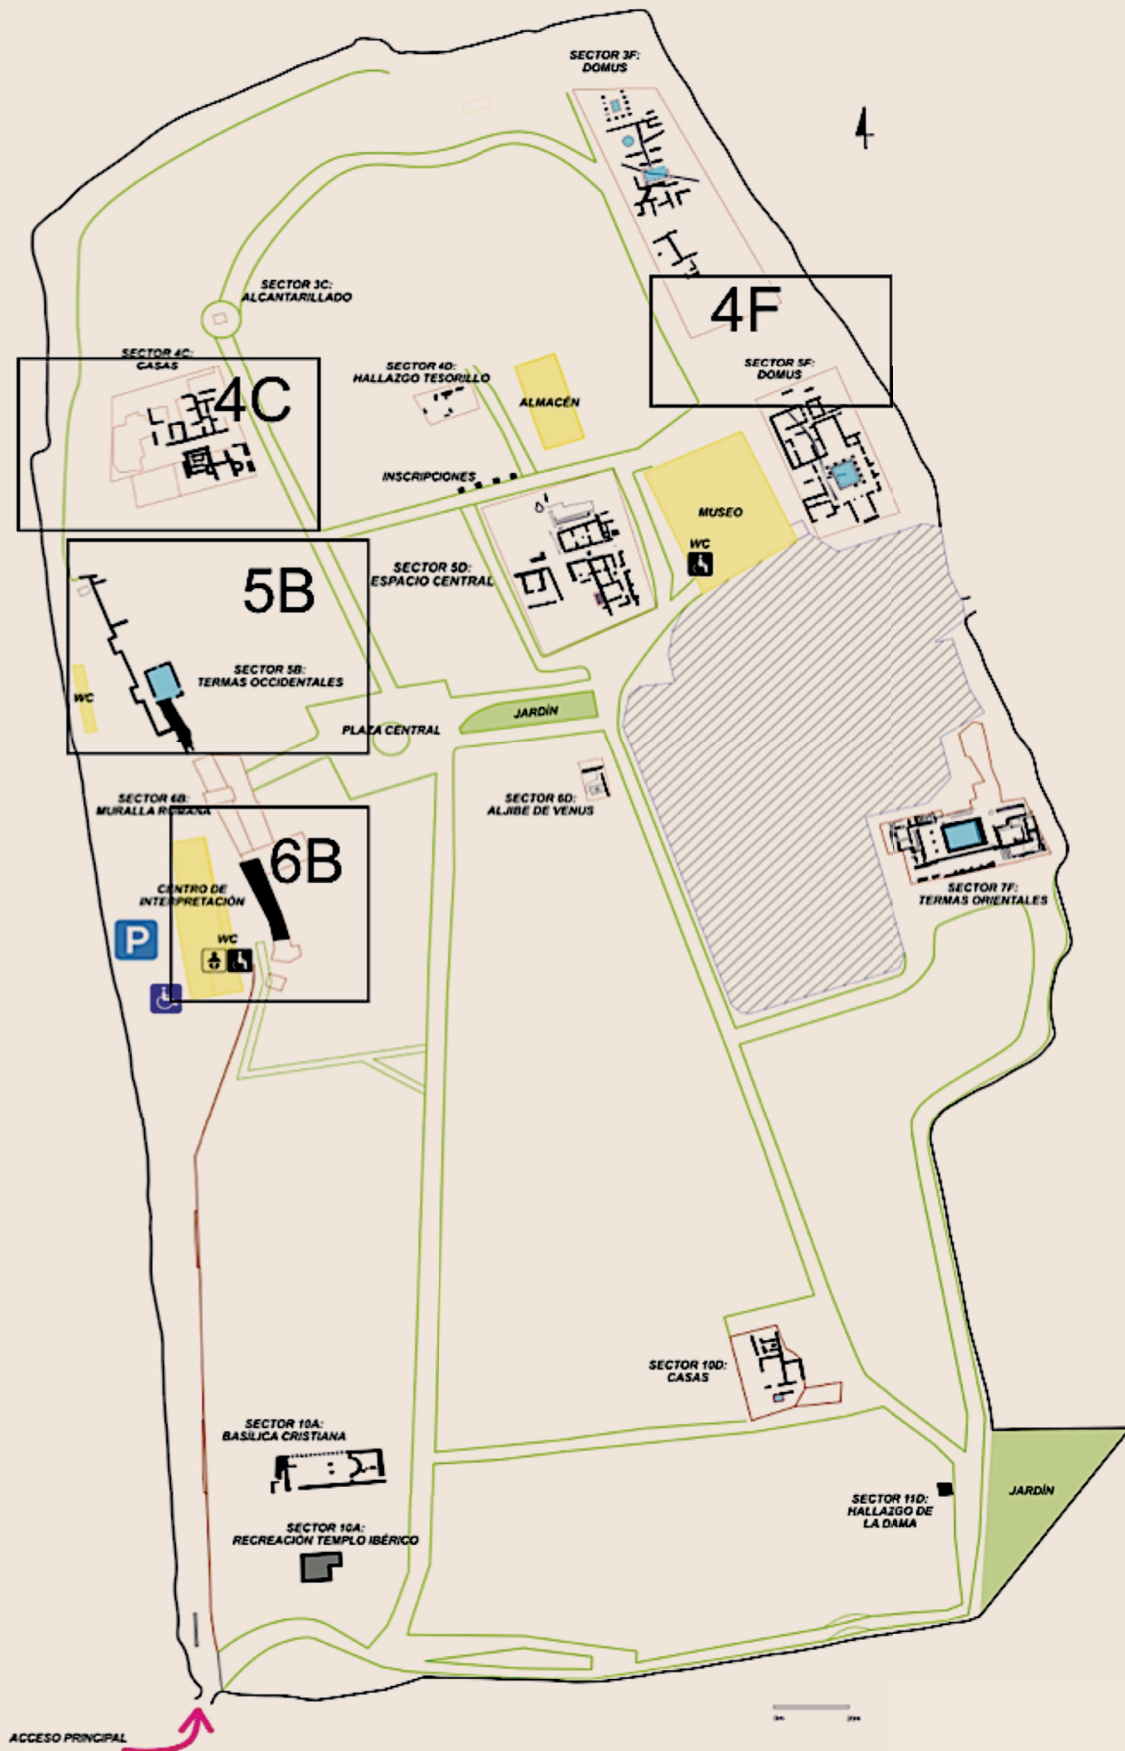 SECTOR 3F:
DOMUS
4
SECTOR 3C:
ALCANTARILLADO
4F
SECTOR 4C:
CASAS
SECTOR 4D:
HALLAZGO TESORILLO
SECTOR 5F:
DOMUS
4C
ALMACÉN
INSCRIPCIONES
MUSEO
WC
SECTOR 5D:
ESPACIO CENTRAL
5B
SECTOR 5B:
TERMAS OCCIDENTALES
WC
JARDÍN
PLAZA CENTRAL
SECTOR 6B:
MURALLA ROMANA
SECTOR 6D:
ALJIBE DE VENUS
6B
CENTRO DE
INTERPRETACIÓN
SECTOR 7F:
TERMAS ORIENTALES
P
WC
SECTOR 10D:
CASAS
SECTOR 10A:
BASÍLICA CRISTIANA
SECTOR 11D:
HALLAZGO DE
LA DAMA
JARDÍN
SECTOR 10A:
RECREACIÓN TEMPLO IBÉRICO
ACCESO PRINCIPAL